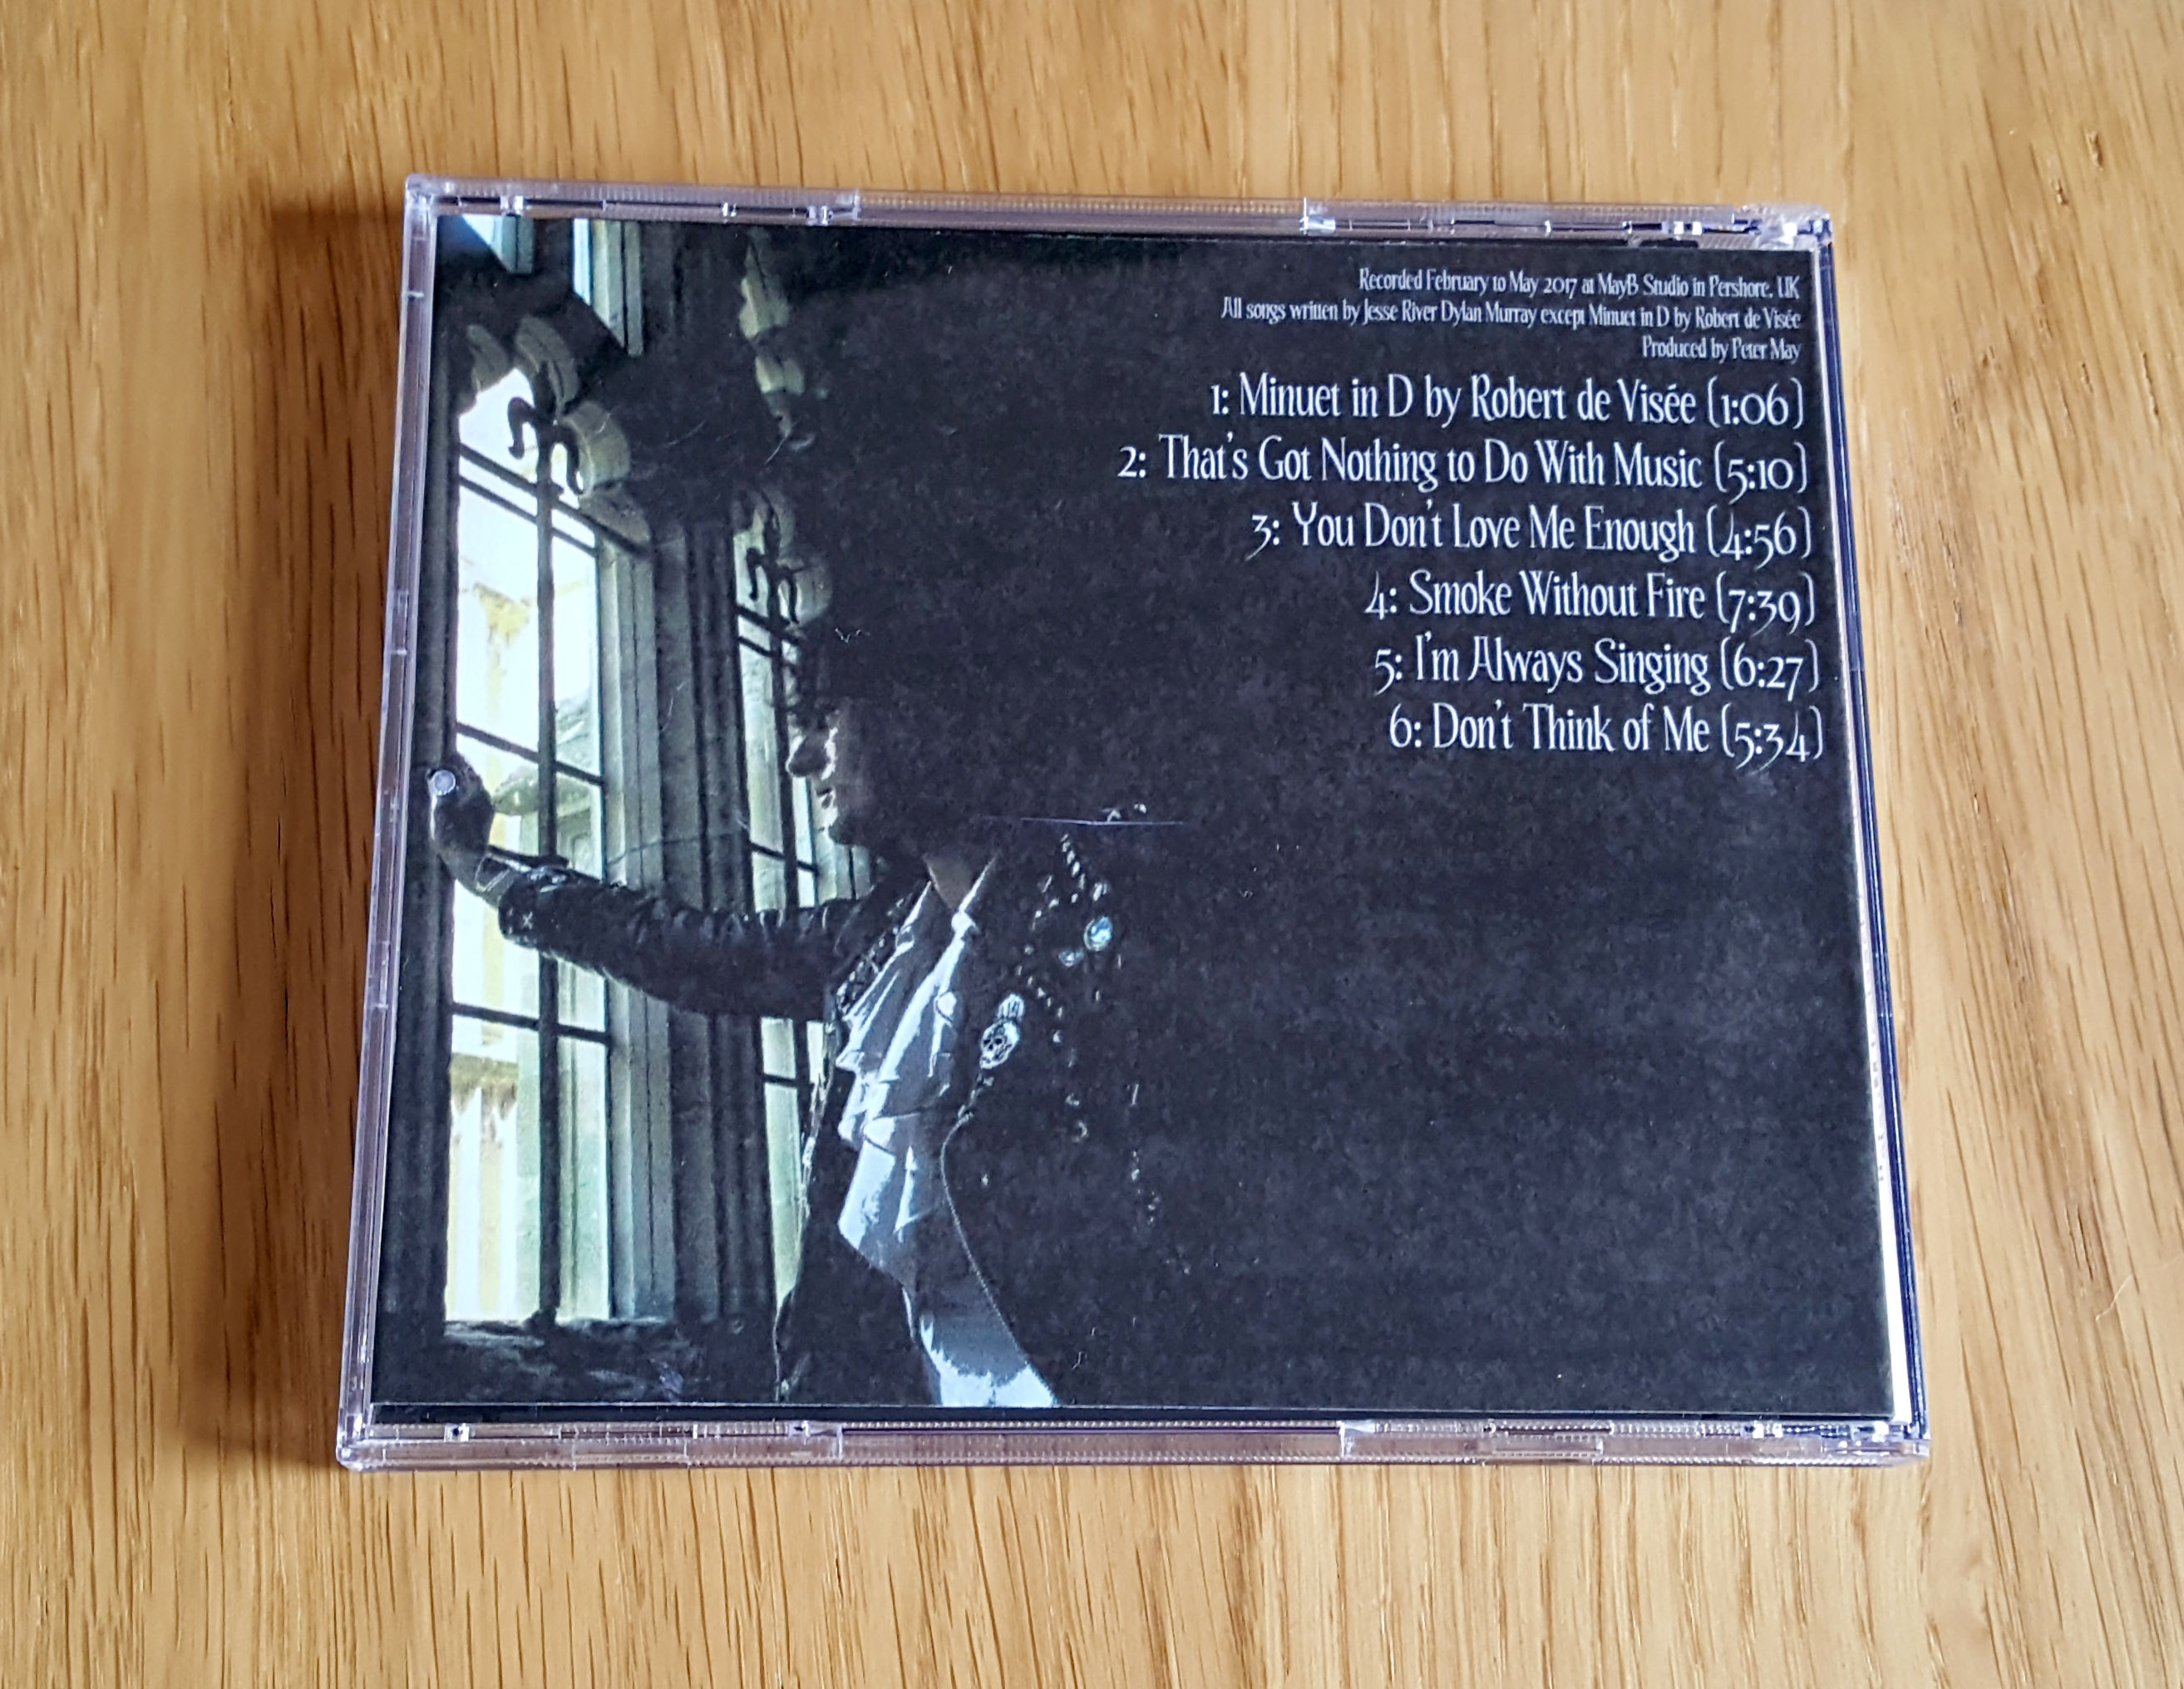 Recorded February to May 2017 at MayB Studio in Pershore, UK
All songs written by Jesse River Dylan Murray except Minuet in D by Robert de Visée
Produced by Peter May
1: Minuet in D by Robert de Visée (1:06)
2: That's Got Nothing to Do With Music (5:10)
3: You Don't Love Me Enough (4:56)
4: Smoke Without Fire (7:39)
5: I'm Always Singing (6:27)
6: Don't Think of Me (5:34)